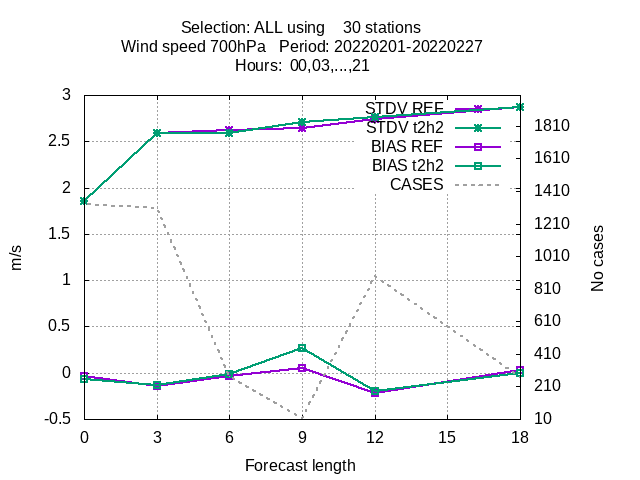 Selection: ALL using 30 stations
Wind speed 700hPa Period: 20220201-20220227
Hours: 00,03,...,21
STDV REF
STDV t2h2
BIAS REF
BIAS t2h2
CASES
3
2.5
2
1.5
1
0.5
0
-0.5
m/s
1810
1610
1410
1210
1010
810
610
410
210
10
No cases
0 3 6 9 12 15 18
Forecast length